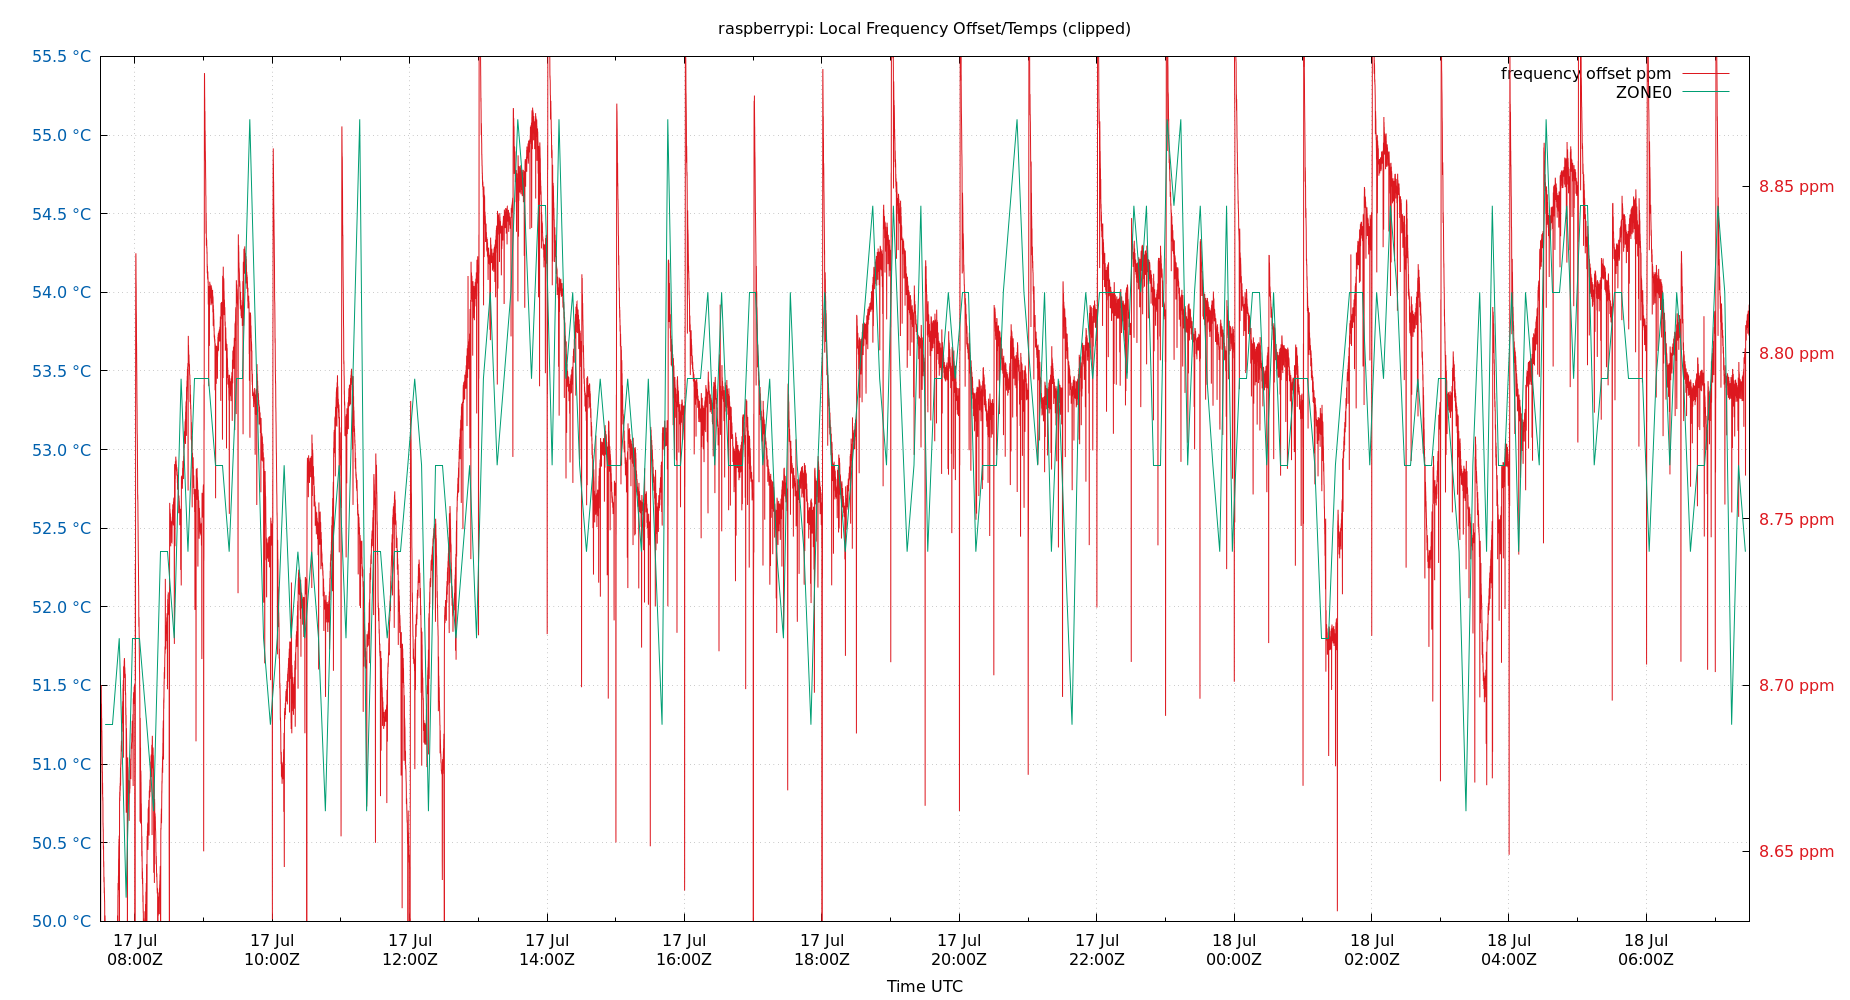 raspberrypi: Local Frequency Offset/Temps (clipped)
frequency offset ppm
ZONE0
55.5 °C
55.0 °C
54.5 °C
54.0 °C
53.5 °C
53.0 °C
52.5 °C
52.0 °C
51.5 °C
51.0 °C
50.5 °C
50.0 °C
8.85 ppm
8.80 ppm
8.75 ppm
8.70 ppm
8.65 ppm
17 Jul 17 Jul 17 Jul 17 Jul 17 Jul 17 Jul 17 Jul 17 Jul 18 Jul 18 Jul 18 Jul 18 Jul
08:00Z 10:00Z 12:00Z 14:00Z 16:00Z 18:00Z 20:00Z 22:00Z 00:00Z 02:00Z 04:00Z 06:00Z
Time UTC